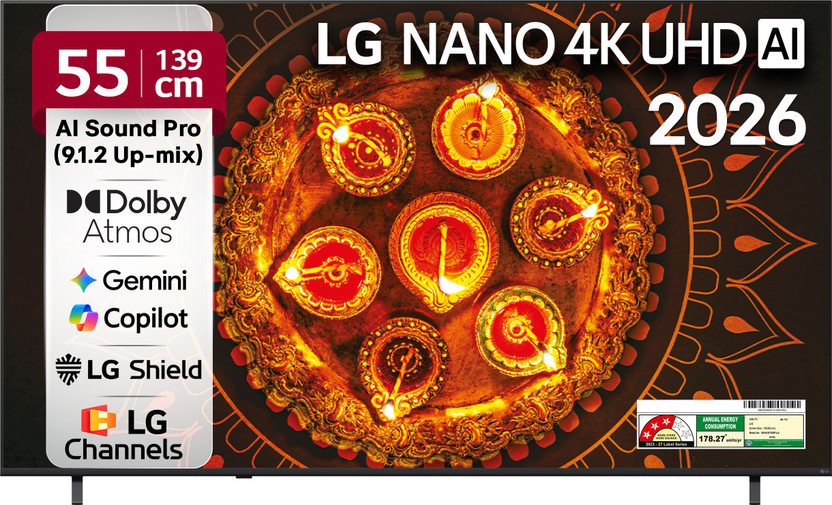 LG NANO 4K UHD AI
2026
55
139
cm
AI Sound Pro
(9.1.2 Up-mix)
Dolby
Atmos
Gemini
Copilot
LG Shield
LG
Channels
ANNUAL ENERGY
CONSUMPTION
178.27
LG